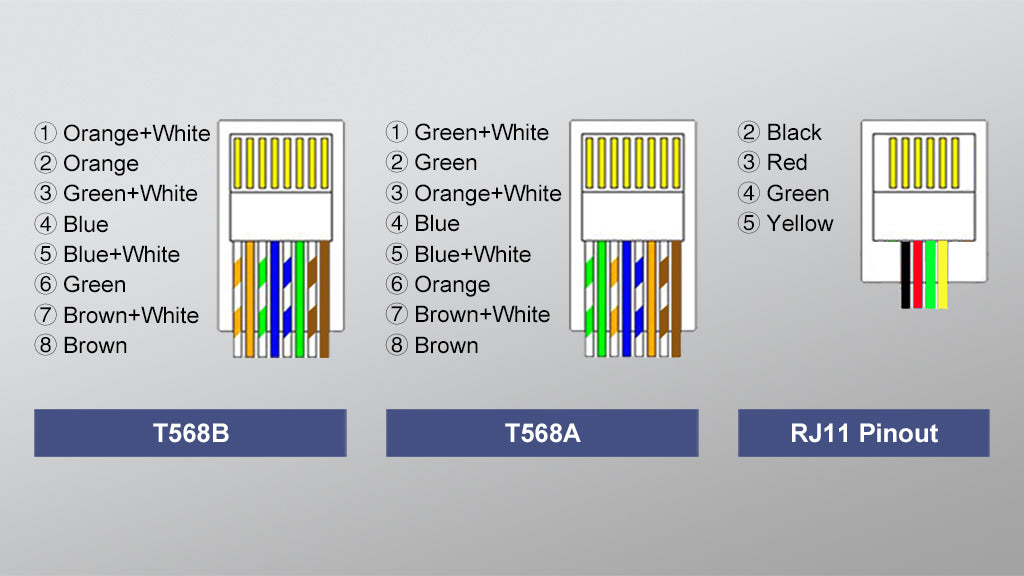 ① Orange+White
② Orange
③ Green+White
④ Blue
⑤ Blue+White
⑥ Green
⑦ Brown+White
⑧ Brown
T568B
① Green+White
② Green
③ Orange+White
④ Blue
⑤ Blue+White
⑥ Orange
⑦ Brown+White
⑧ Brown
T568A
② Black
③ Red
④ Green
⑤ Yellow
RJ11 Pinout